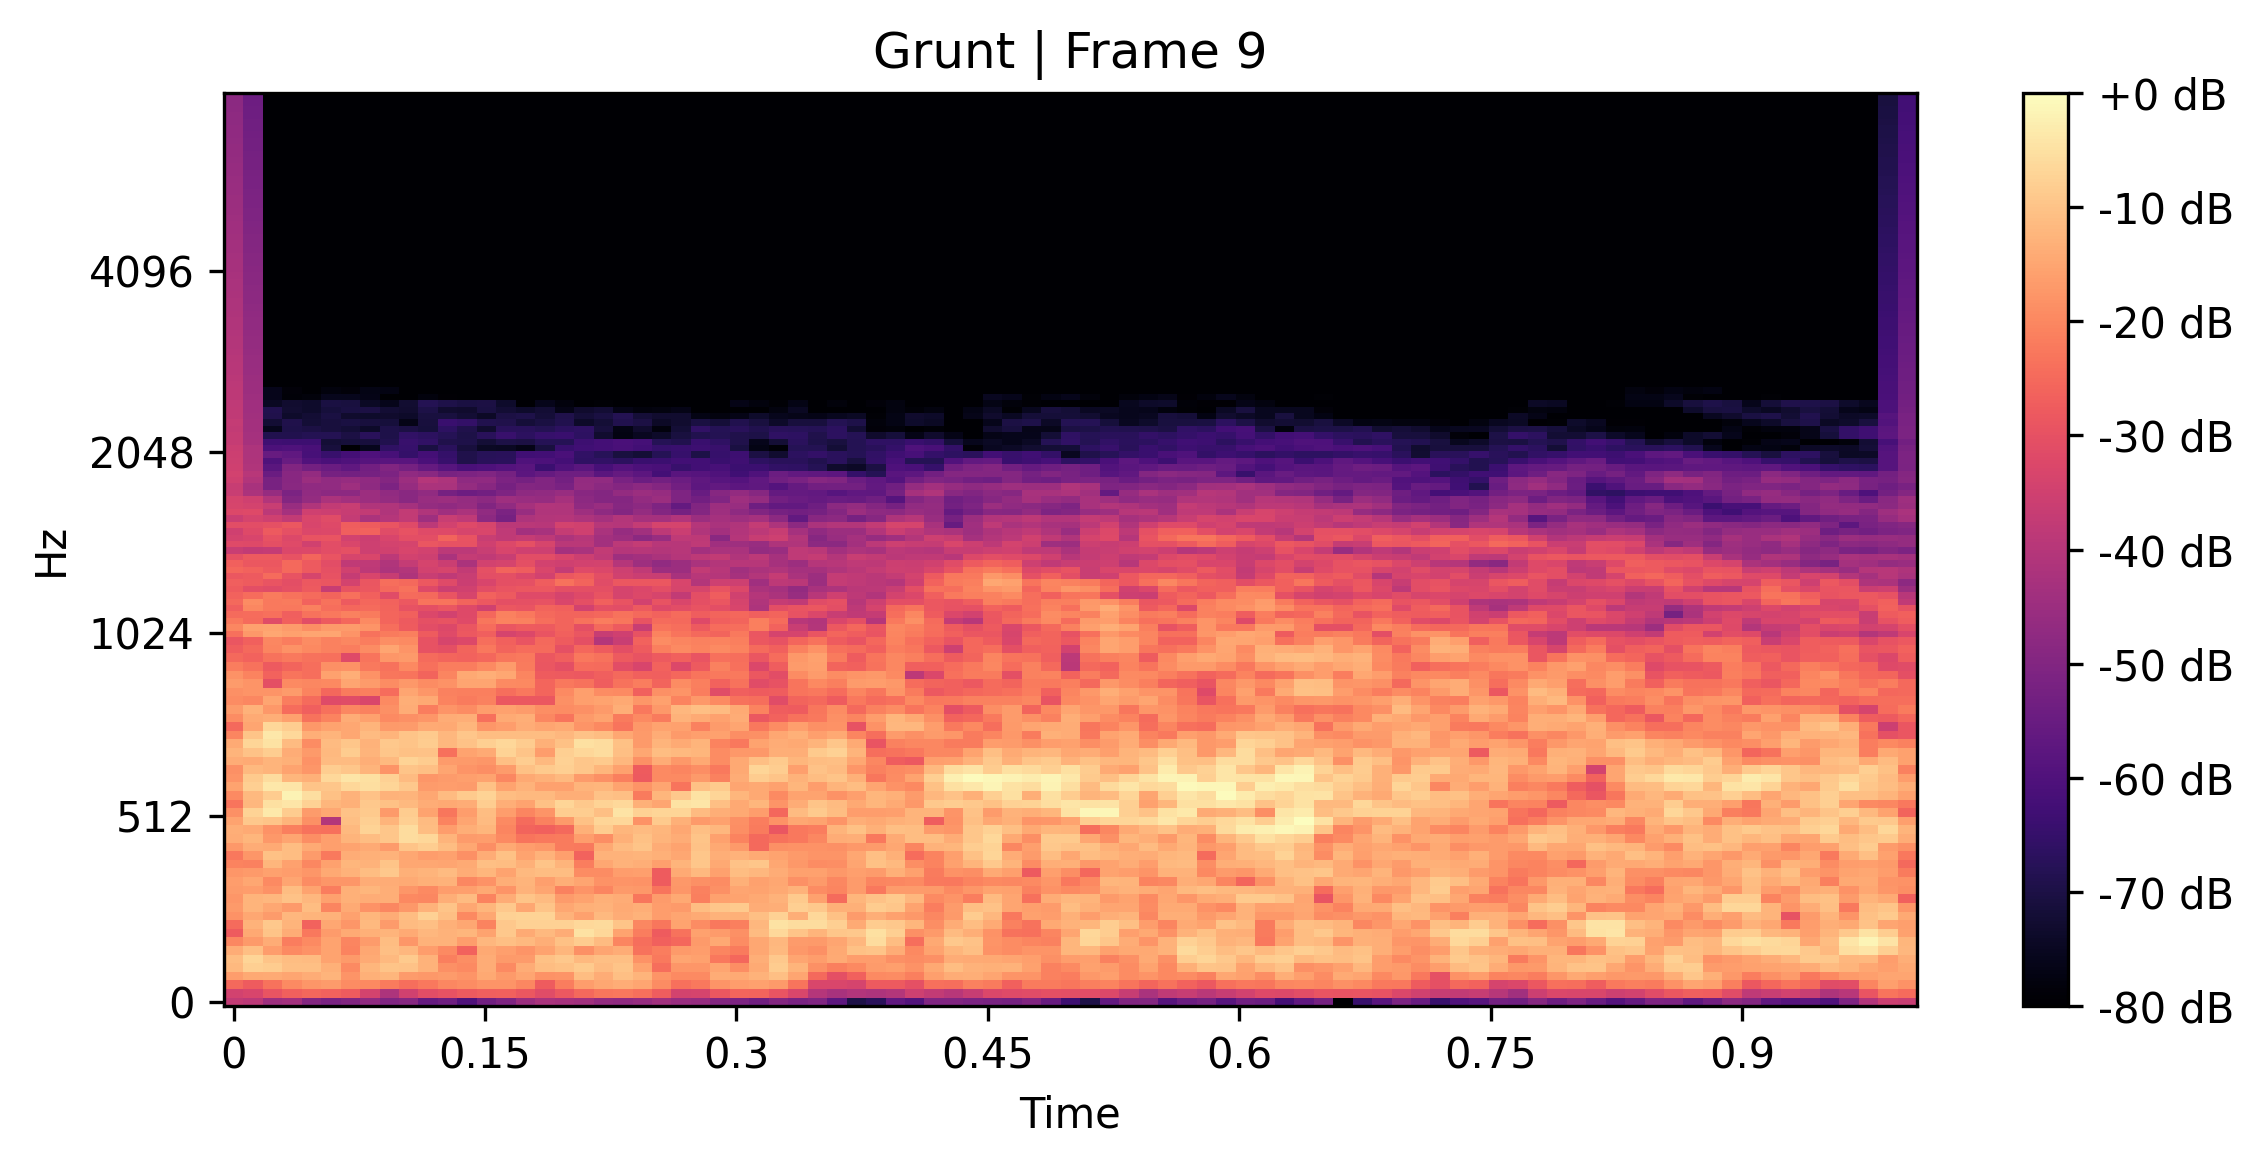 Grunt | Frame 9
Hz
4096
2048
1024
512
0
0 0.15 0.3 0.45 0.6 0.75 0.9
Time
+0 dB
-10 dB
-20 dB
-30 dB
-40 dB
-50 dB
-60 dB
-70 dB
-80 dB